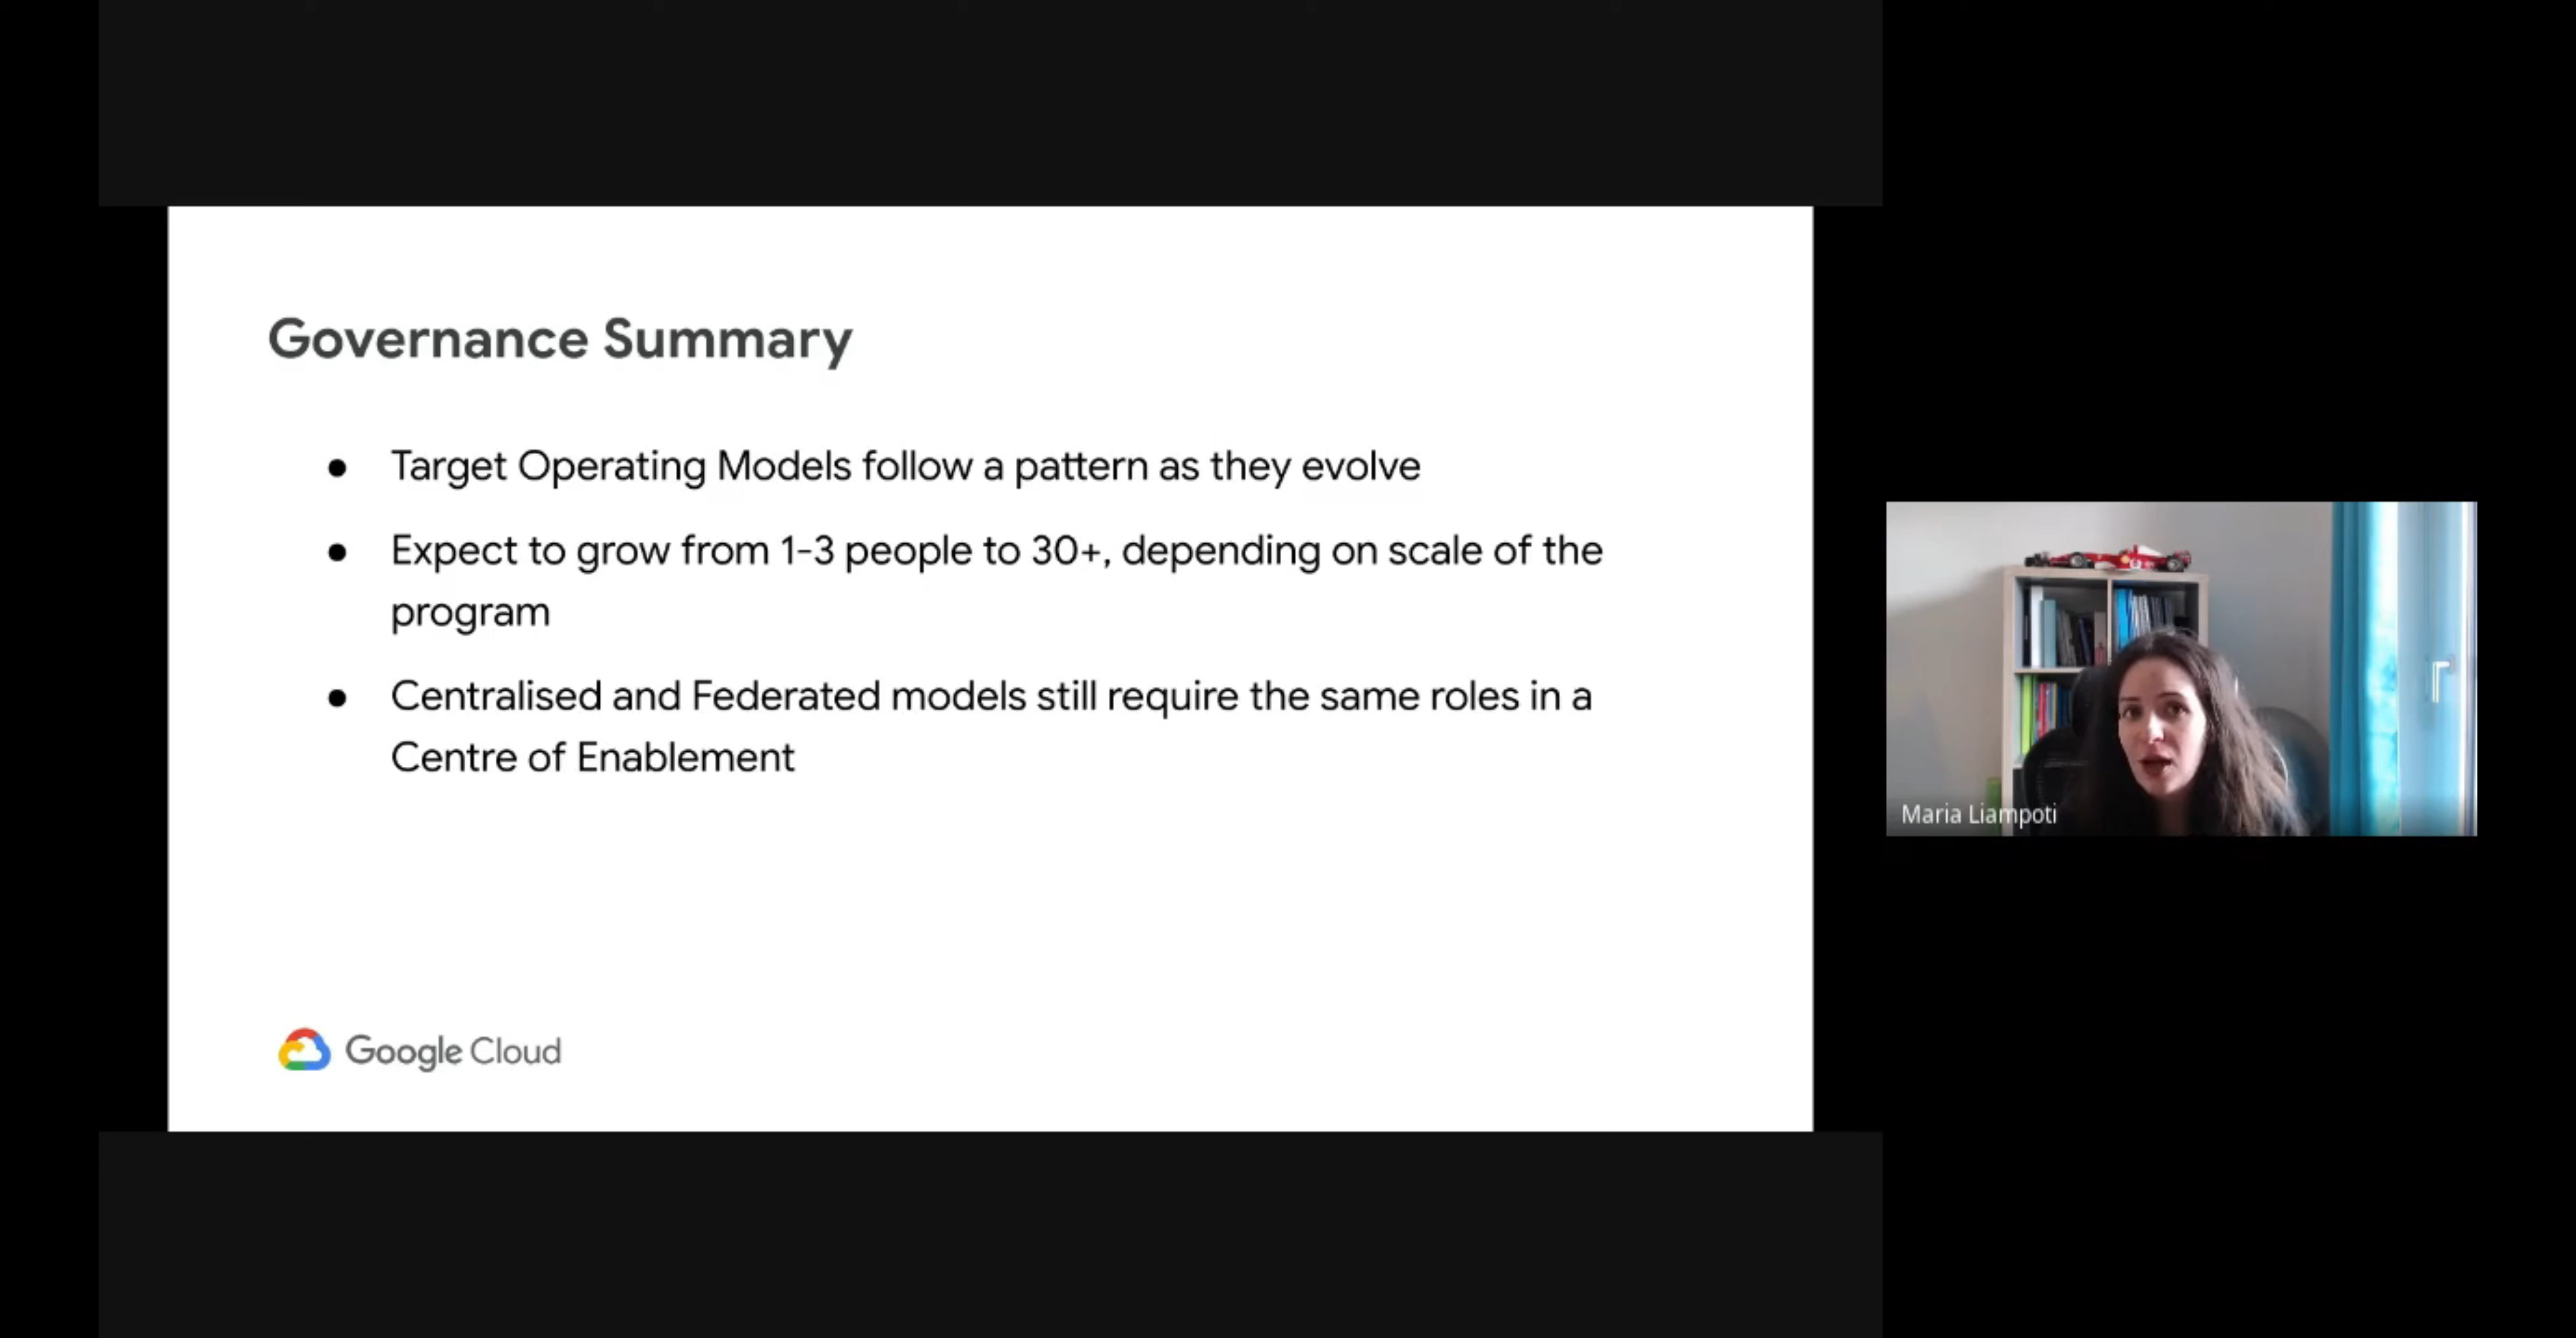 Governance Summary
● Target Operating Models follow a pattern as they evolve
● Expect to grow from 1-3 people to 30+, depending on scale of the
program
● Centralised and Federated models still require the same roles in a
Centre of Enablement
Google Cloud
Maria Liampoti